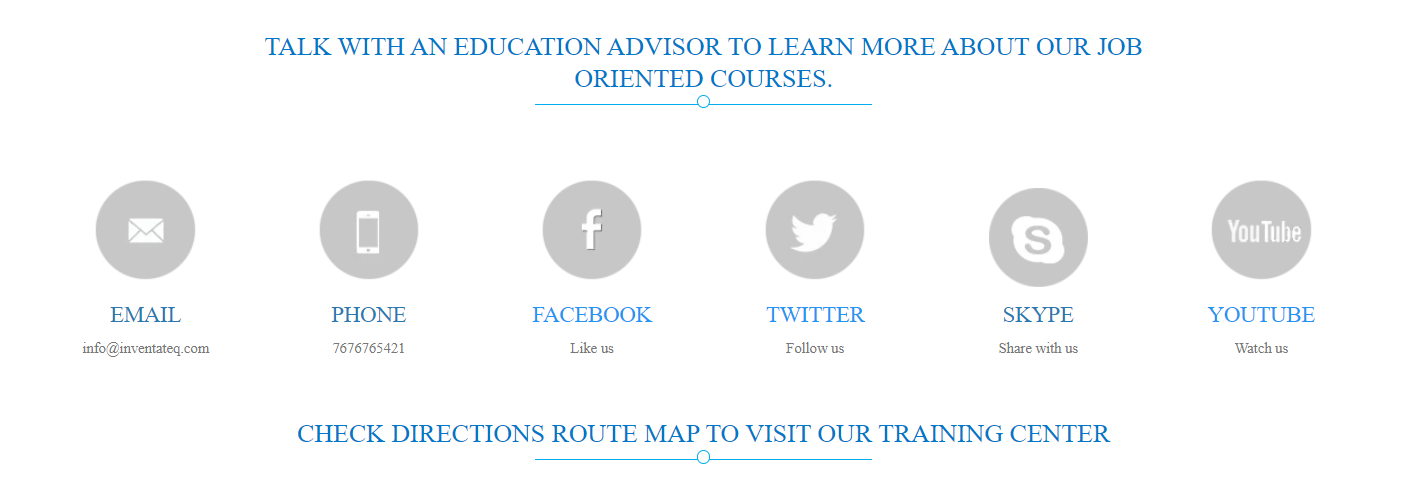 TALK WITH AN EDUCATION ADVISOR TO LEARN MORE ABOUT OUR JOB
ORIENTED COURSES.
f
S
YouTube
EMAIL
PHONE
FACEBOOK
TWITTER
SKYPE
YOUTUBE
info@inventateq.com
7676765421
Like us
Follow us
Share with us
Watch us
CHECK DIRECTIONS ROUTE MAP TO VISIT OUR TRAINING CENTER